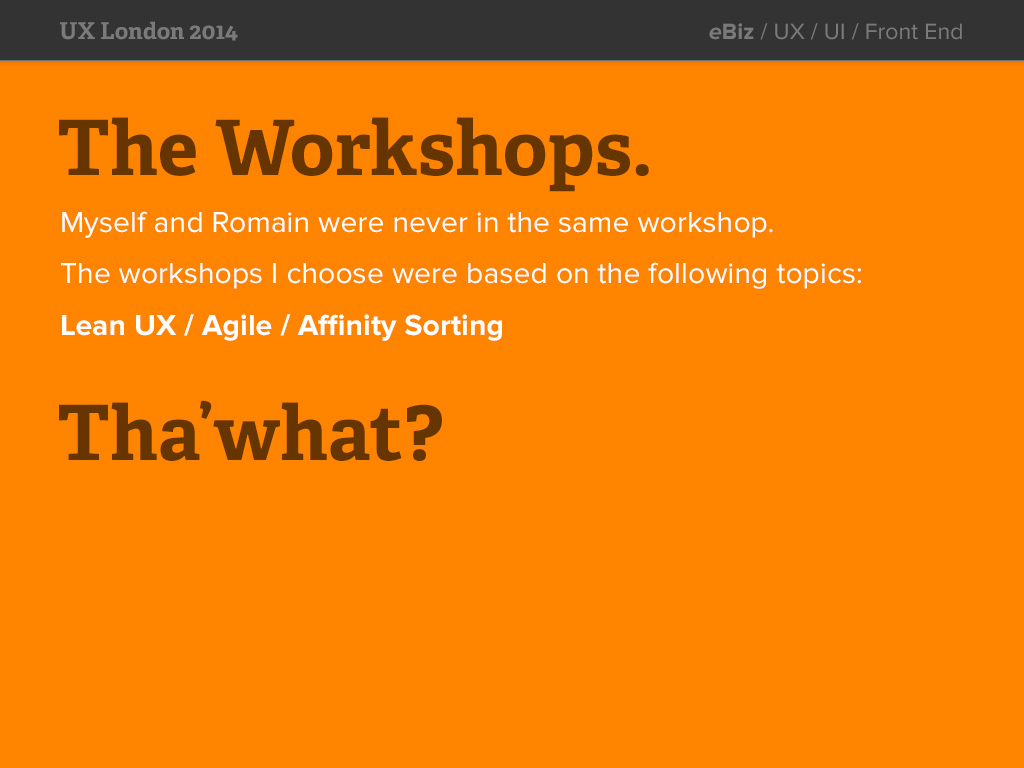 UX London 2014
eBiz / UX / UI / Front End
The Workshops.
Myself and Romain were never in the same workshop.
The workshops I choose were based on the following topics:
Lean UX / Agile / Affinity Sorting
Tha’what?